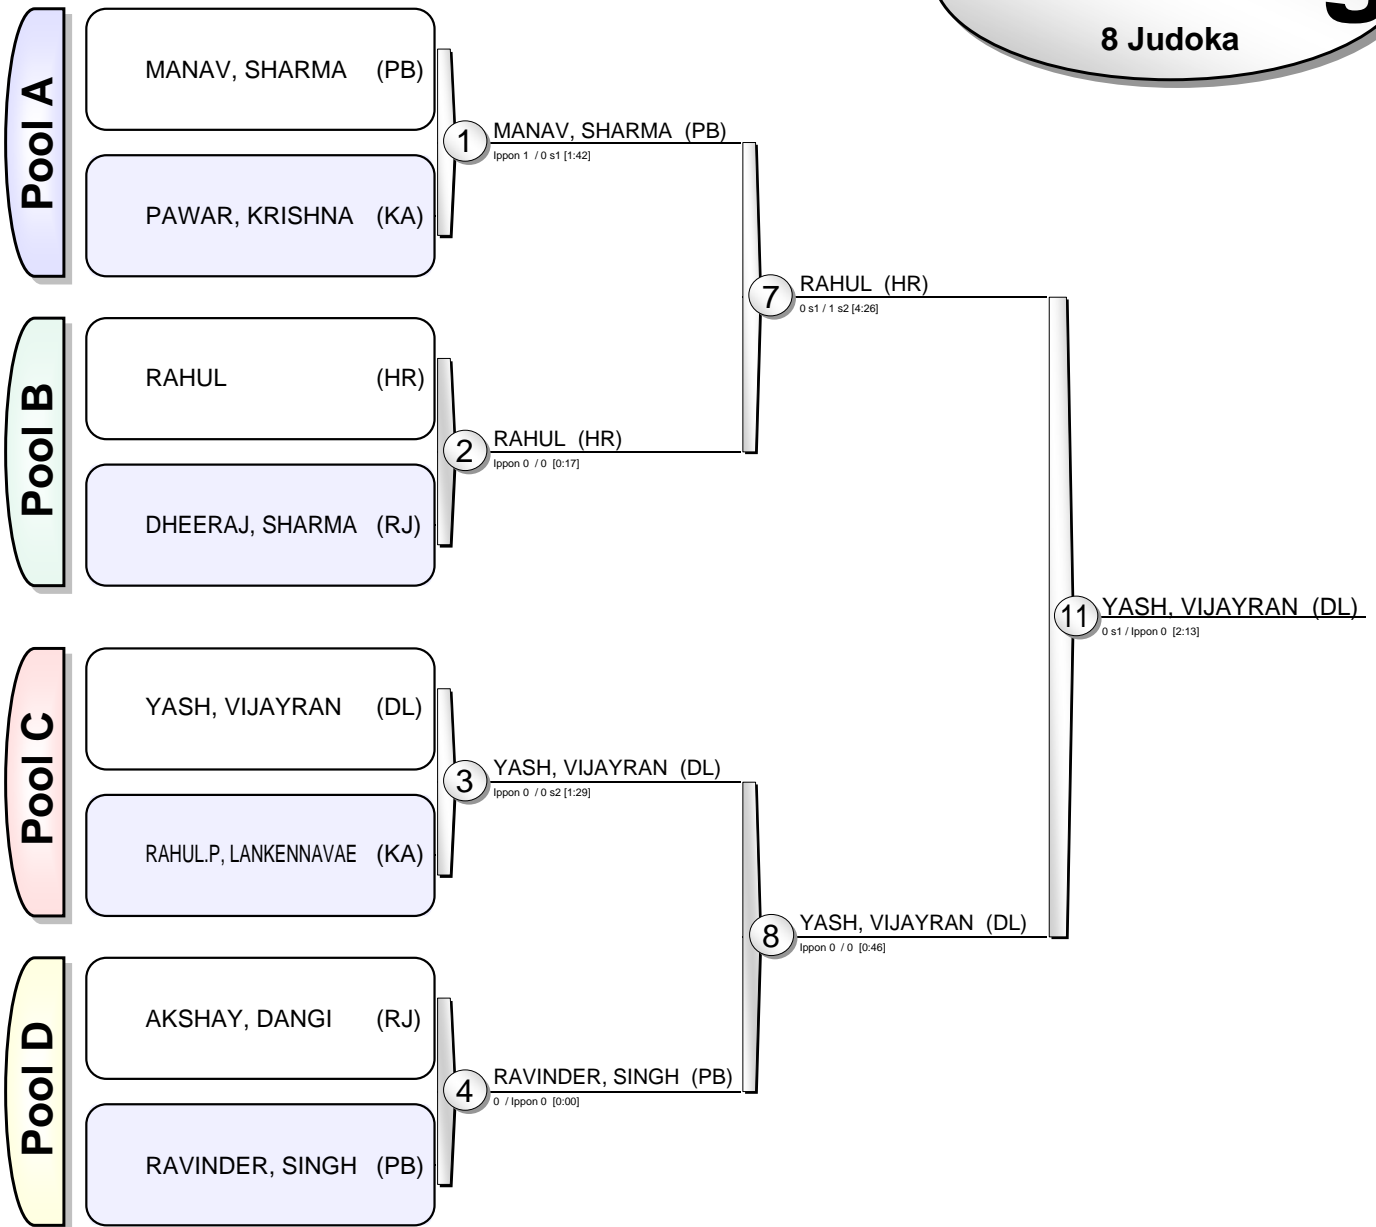 8 Judoka
Pool A
MANAV, SHARMA (PB)
PAWAR, KRISHNA (KA)
1
MANAV, SHARMA (PB)
Ippon 1 / 0 s1 [1:42]
Pool B
RAHUL (HR)
DHEERAJ, SHARMA (RJ)
2
RAHUL (HR)
Ippon 0 / 0 [0:17]
7
RAHUL (HR)
0 s1 / 1 s2 [4:26]
Pool C
YASH, VIJAYRAN (DL)
RAHUL.P, LANKENNAVAE (KA)
3
YASH, VIJAYRAN (DL)
Ippon 0 / 0 s2 [1:29]
Pool D
AKSHAY, DANGI (RJ)
RAVINDER, SINGH (PB)
4
RAVINDER, SINGH (PB)
0 / Ippon 0 [0:00]
8
YASH, VIJAYRAN (DL)
Ippon 0 / 0 [0:46]
11
YASH, VIJAYRAN (DL)
0 s1 / Ippon 0 [2:13]